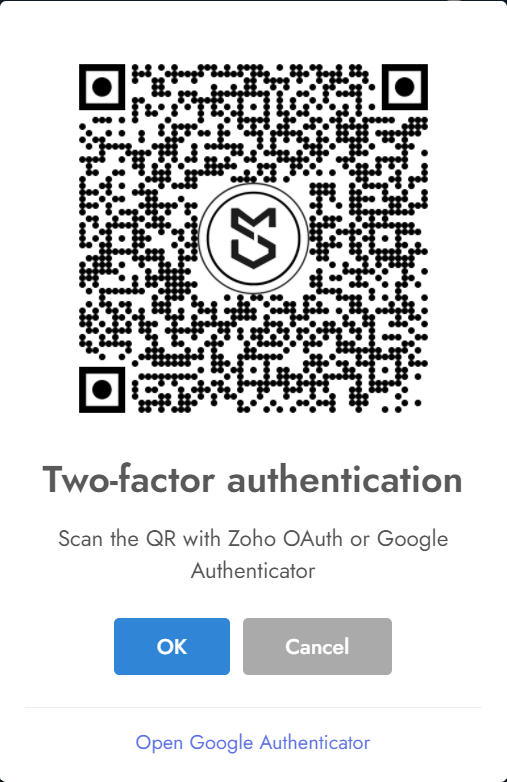 Two-factor authentication
Scan the QR with Zoho OAuth or Google
Authenticator
OK
Cancel
Open Google Authenticator